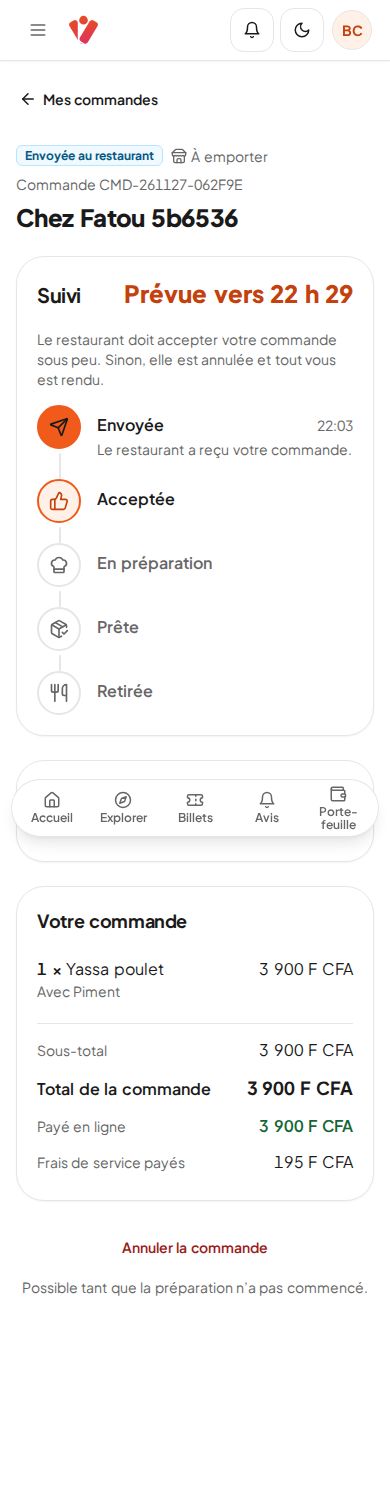 BC
Mes commandes
Envoyée au restaurant À emporter
Commande CMD-261127-062F9E
Chez Fatou 5b6536
Suivi Prévue vers 22 h 29
Le restaurant doit accepter votre commande
sous peu. Sinon, elle est annulée et tout vous
est rendu.
Envoyée 22:03
Le restaurant a reçu votre commande.
Acceptée
En préparation
Prête
Retirée
Accueil Explorer Billets Avis Porte-
feuille
Votre commande
1 × Yassa poulet 3 900 F CFA
Avec Piment
Sous-total 3 900 F CFA
Total de la commande 3 900 F CFA
Payé en ligne 3 900 F CFA
Frais de service payés 195 F CFA
Annuler la commande
Possible tant que la préparation n’a pas commencé.